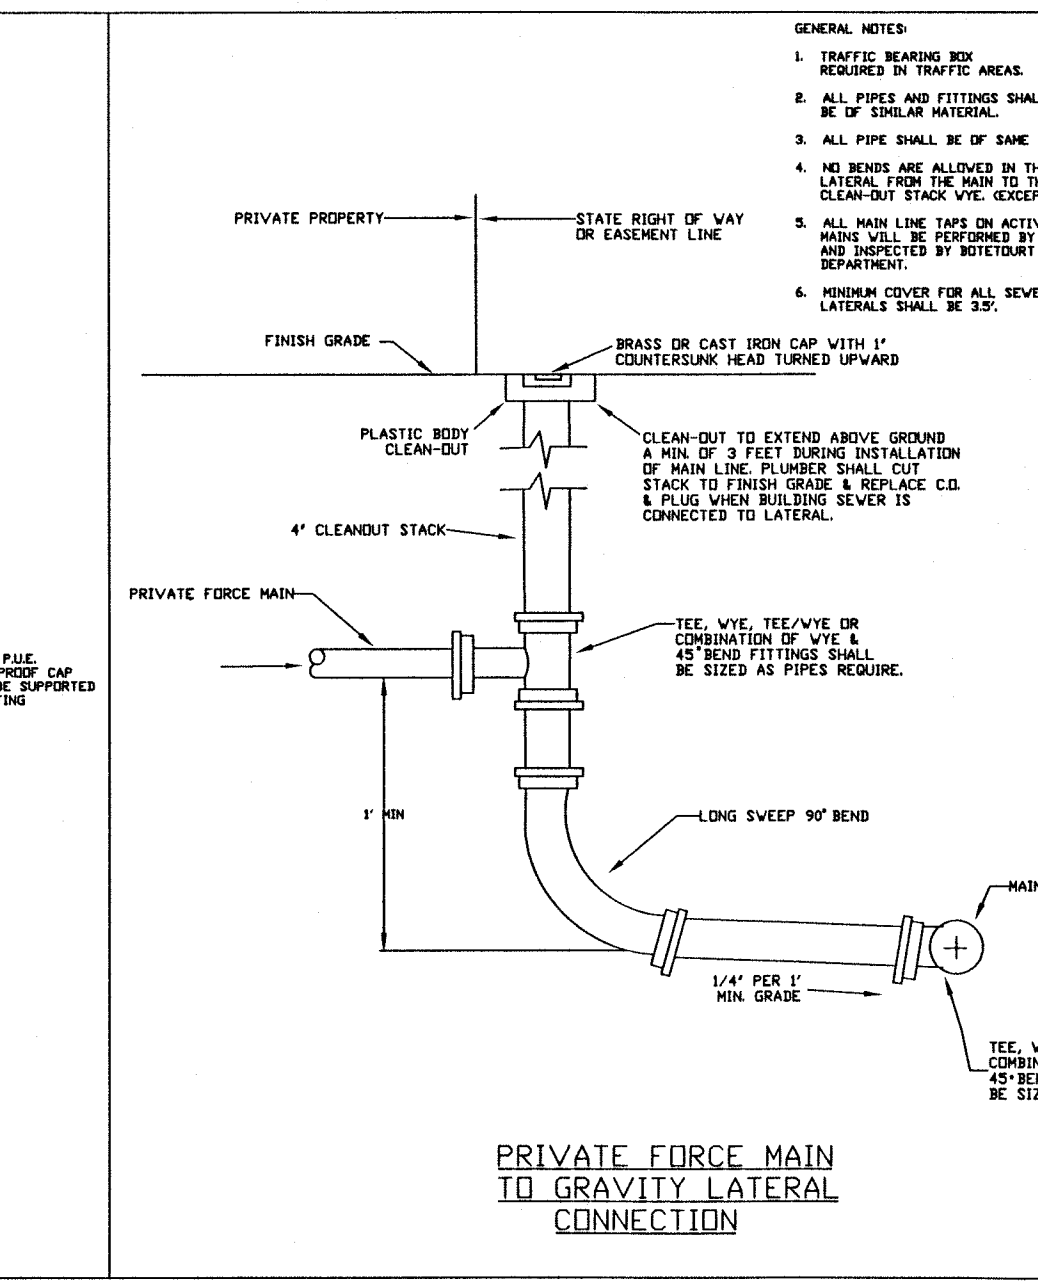 GENERAL NOTES:
1. TRAFFIC BEARING BOX
REQUIRED IN TRAFFIC AREAS.
2. ALL PIPES AND FITTINGS SHAL
BE OF SIMILAR MATERIAL.
3. ALL PIPE SHALL BE OF SAME
4. NO BENDS ARE ALLOWED IN TH
LATERAL FROM THE MAIN TO TH
CLEAN-OUT STACK WYE. (EXCEP
5. ALL MAIN LINE TAPS ON ACTIV
MAINS WILL BE PERFORMED BY
AND INSPECTED BY BOTETOURT
DEPARTMENT.
6. MINIMUM COVER FOR ALL SEWE
LATERALS SHALL BE 3.5'.
PRIVATE PROPERTY
STATE RIGHT OF WAY
OR EASEMENT LINE
FINISH GRADE
BRASS OR CAST IRON CAP WITH 1"
COUNTERSUNK HEAD TURNED UPWARD
PLASTIC BODY
CLEAN-OUT
CLEAN-OUT TO EXTEND ABOVE GROUND
A MIN. OF 3 FEET DURING INSTALLATION
OF MAIN LINE. PLUMBER SHALL CUT
STACK TO FINISH GRADE & REPLACE C.O.
& PLUG WHEN BUILDING SEWER IS
CONNECTED TO LATERAL.
4" CLEANOUT STACK
PRIVATE FORCE MAIN
TEE, WYE, TEE/WYE OR
COMBINATION OF WYE &
45° BEND FITTINGS SHALL
BE SIZED AS PIPES REQUIRE.
P.U.E.
PROOF CAP
BE SUPPORTED
TING
1' MIN
LONG SWEEP 90° BEND
MAIN
1/4" PER 1'
MIN. GRADE
TEE, W
COMBIN
45° BEN
BE SIZ
PRIVATE FORCE MAIN
TO GRAVITY LATERAL
CONNECTION